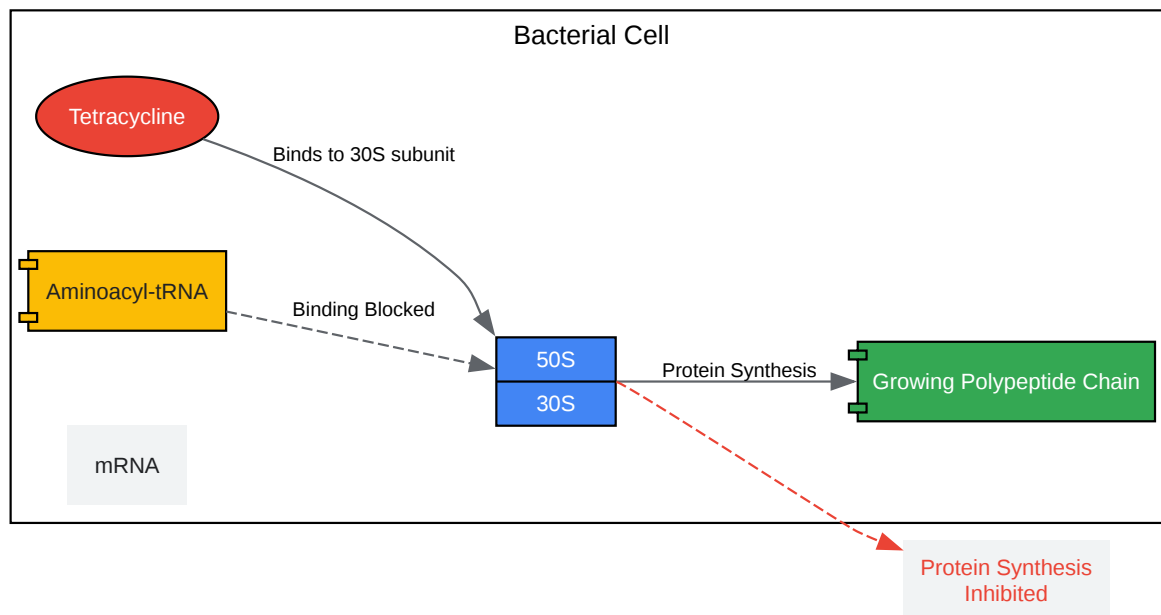 Bacterial Cell
Tetracycline
Binds to 30S subunit
Aminoacyl-tRNA
Binding Blocked
50S
30S
Protein Synthesis
Growing Polypeptide Chain
mRNA
Protein Synthesis
Inhibited